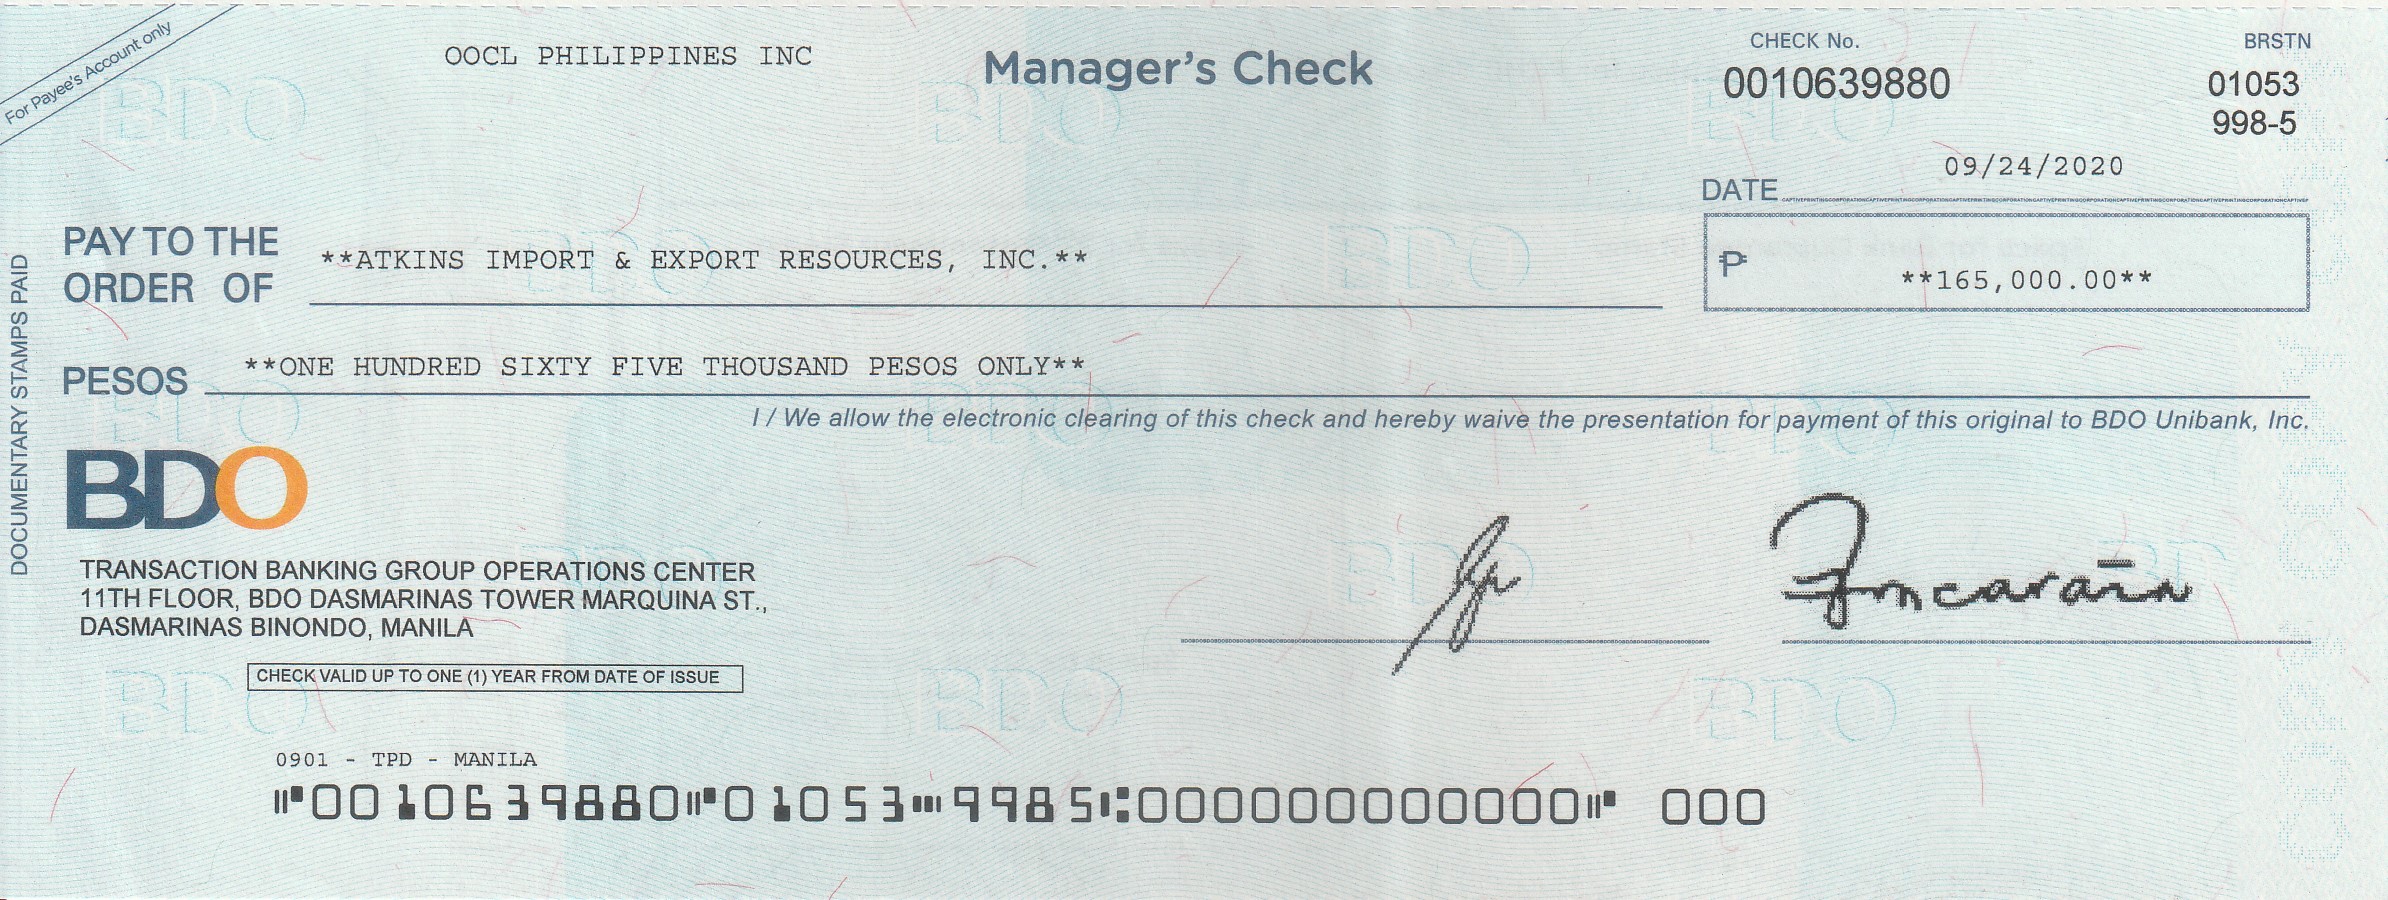 For Payee's Account only
OOCL PHILIPPINES INC
Manager's Check
CHECK No.
0010639880
BRSTN
01053
998-5
DATE
09/24/2020
PAY TO THE
ORDER OF
**ATKINS IMPORT & EXPORT RESOURCES, INC.**
₱
**165,000.00**
PESOS
**ONE HUNDRED SIXTY FIVE THOUSAND PESOS ONLY**
I / We allow the electronic clearing of this check and hereby waive the presentation for payment of this original to BDO Unibank, Inc.
DOCUMENTARY STAMPS PAID
BDO
TRANSACTION BANKING GROUP OPERATIONS CENTER
11TH FLOOR, BDO DASMARINAS TOWER MARQUINA ST.,
DASMARINAS BINONDO, MANILA
CHECK VALID UP TO ONE (1) YEAR FROM DATE OF ISSUE
0901 - TPD - MANILA
⑈0010639880⑈01053⑉9985⑆000000000000⑈ 000